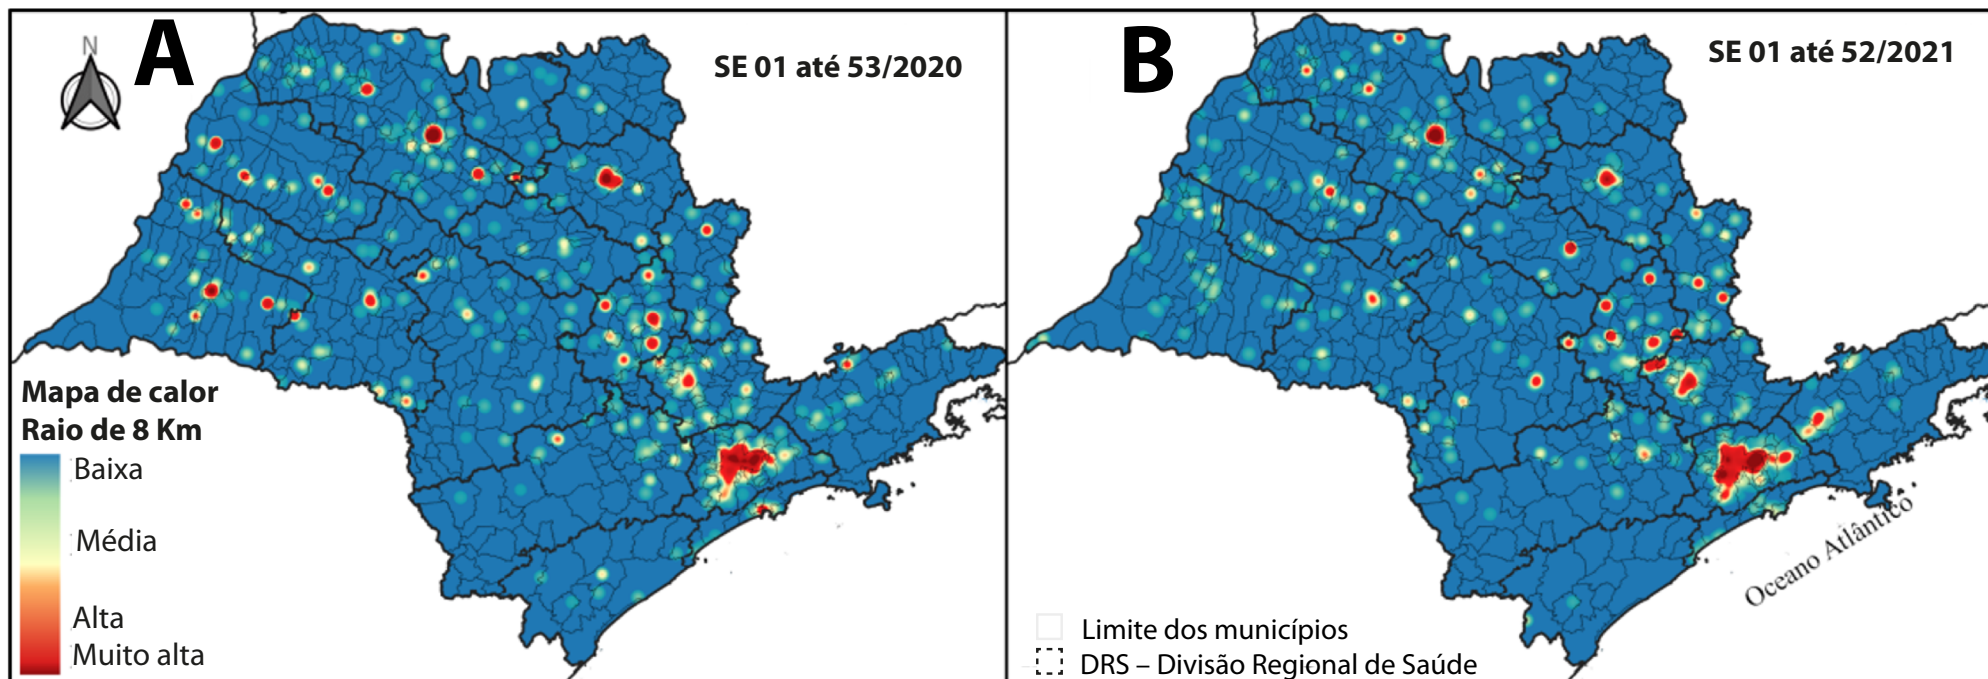 N
A
SE 01 até 53/2020
B
SE 01 até 52/2021
Mapa de calor
Raio de 8 Km
Baixa
Média
Alta
Muito alta
Oceano Atlântico
Limite dos municípios
DRS – Divisão Regional de Saúde